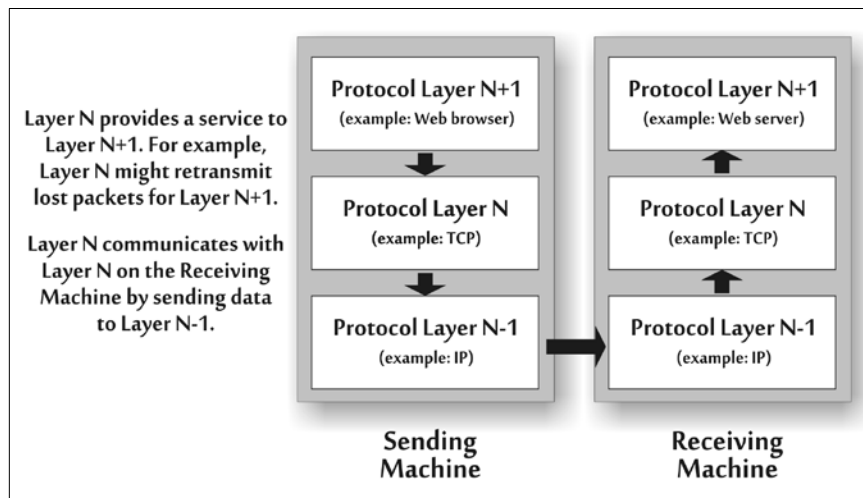 Layer N provides a service to
Layer N+1. For example,
Layer N might retransmit
lost packets for Layer N+1.
Layer N communicates with
Layer N on the Receiving
Machine by sending data
to Layer N-1.
Protocol Layer N+1
(example: Web browser)
Protocol Layer N
(example: TCP)
Protocol Layer N-1
(example: IP)
Sending
Machine
Protocol Layer N+1
(example: Web server)
Protocol Layer N
(example: TCP)
Protocol Layer N-1
(example: IP)
Receiving
Machine